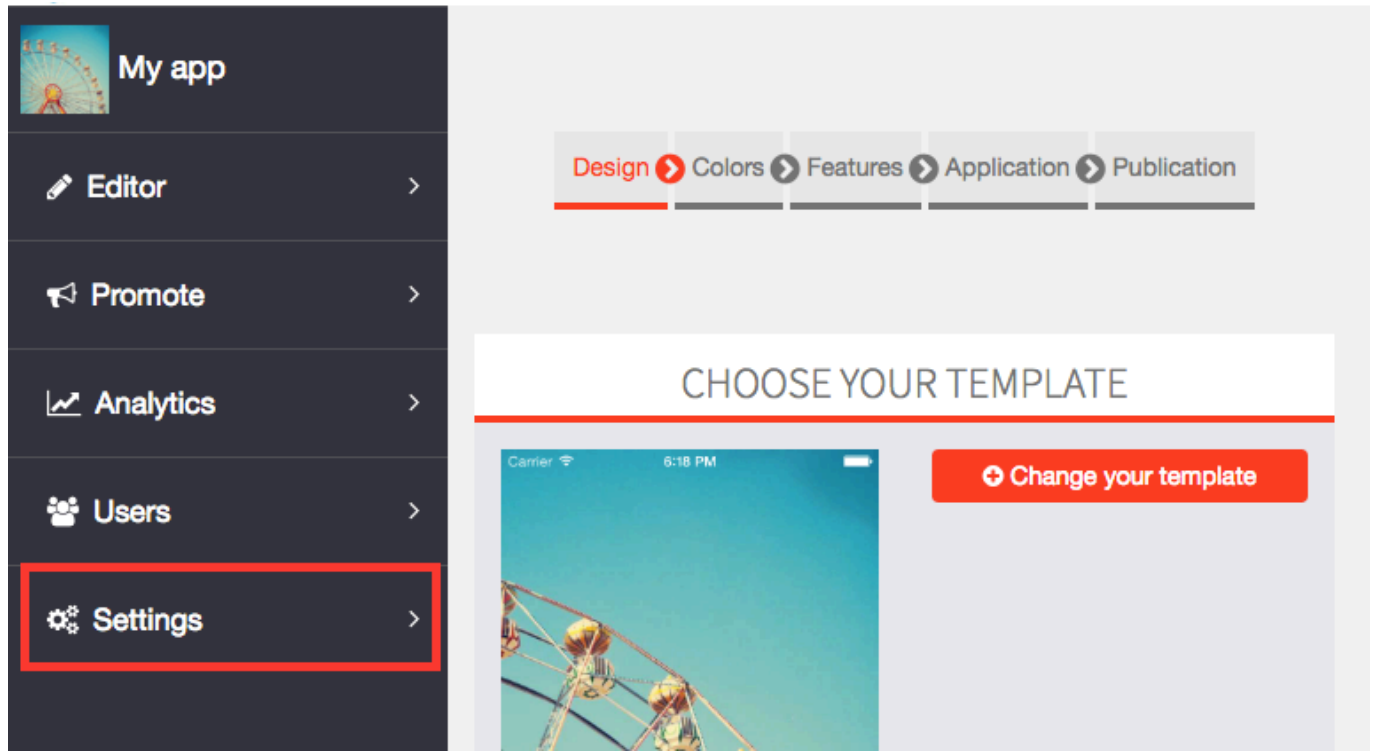 My app
Editor
Promote
Analytics
Users
Settings
Design Colors Features Application Publication
CHOOSE YOUR TEMPLATE
Carrier 6:18 PM
Change your template